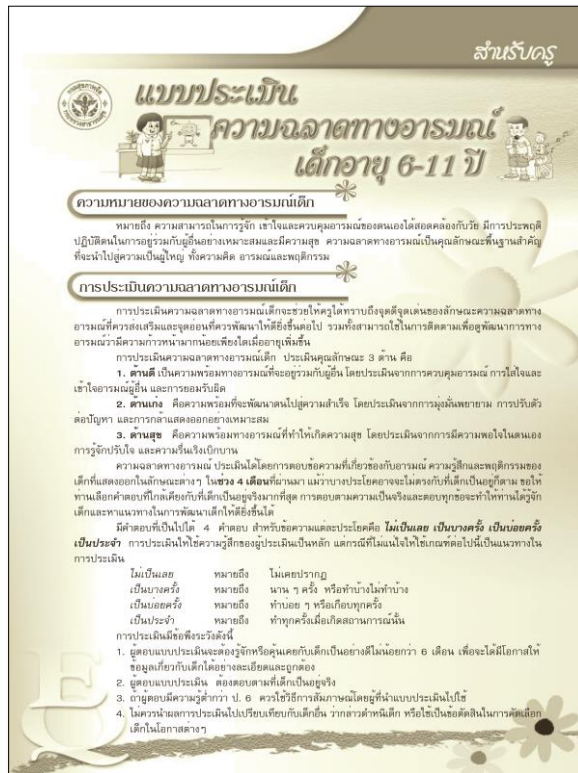 สำหรับครู
แบบประเมิน
ความฉลาดทางอารมณ์
เด็กอายุ 6-11 ปี
ความหมายของความฉลาดทางอารมณ์เด็ก
หมายถึง ความสามารถในการรู้จัก เข้าใจและควบคุมอารมณ์ของตนเองได้สอดคล้องกับวัย มีการประพฤติ
ปฏิบัติตนในการอยู่ร่วมกับผู้อื่นอย่างเหมาะสมและมีความสุข ความฉลาดทางอารมณ์เป็นคุณลักษณะพื้นฐานสำคัญ
ที่จะนำไปสู่ความเป็นผู้ใหญ่ ทั้งความคิด อารมณ์และพฤติกรรม
การประเมินความฉลาดทางอารมณ์เด็ก
การประเมินความฉลาดทางอารมณ์เด็กจะช่วยให้ครูได้ทราบถึงจุดดีจุดเด่นของลักษณะความฉลาดทาง
อารมณ์ที่ควรส่งเสริมและจุดอ่อนที่ควรพัฒนาให้ดียิ่งขึ้นต่อไป รวมทั้งสามารถใช้ในการติดตามเพื่อดูพัฒนาการทาง
อารมณ์ว่ามีความก้าวหน้ามากน้อยเพียงใดเมื่ออายุเพิ่มขึ้น
การประเมินความฉลาดทางอารมณ์เด็ก ประเมินคุณลักษณะ 3 ด้าน คือ
1. ด้านดี เป็นความพร้อมทางอารมณ์ที่จะอยู่ร่วมกับผู้อื่น โดยประเมินจากการควบคุมอารมณ์ การใส่ใจและ
เข้าใจอารมณ์ผู้อื่น และการยอมรับผิด
2. ด้านเก่ง คือความพร้อมที่จะพัฒนาตนไปสู่ความสำเร็จ โดยประเมินจากการมุ่งมั่นพยายาม การปรับตัว
ต่อปัญหา และการกล้าแสดงออกอย่างเหมาะสม
3. ด้านสุข คือความพร้อมทางอารมณ์ที่ทำให้เกิดความสุข โดยประเมินจากการมีความพอใจในตนเอง
การรู้จักปรับใจ และความรื่นเริงเบิกบาน
ความฉลาดทางอารมณ์ ประเมินได้โดยการตอบข้อความที่เกี่ยวข้องกับอารมณ์ ความรู้สึกและพฤติกรรมของ
เด็กที่แสดงออกในลักษณะต่างๆ ในช่วง 4 เดือนที่ผ่านมา แม้ว่าบางประโยคอาจจะไม่ตรงกับที่เด็กเป็นอยู่ก็ตาม ขอให้
ท่านเลือกคำตอบที่ใกล้เคียงกับที่เด็กเป็นอยู่จริงมากที่สุด การตอบตามความเป็นจริงและตอบทุกข้อจะทำให้ท่านได้รู้จัก
เด็กและหาแนวทางในการพัฒนาเด็กให้ดียิ่งขึ้นได้
มีคำตอบที่เป็นไปได้ 4 คำตอบ สำหรับข้อความแต่ละประโยคคือ ไม่เป็นเลย เป็นบางครั้ง เป็นบ่อยครั้ง
เป็นประจำ การประเมินให้ใช้ความรู้สึกของผู้ประเมินเป็นหลัก แต่กรณีที่ไม่แน่ใจให้ใช้เกณฑ์ต่อไปนี้เป็นแนวทางใน
การประเมิน
ไม่เป็นเลย หมายถึง ไม่เคยปรากฏ
เป็นบางครั้ง หมายถึง นาน ๆ ครั้ง หรือทำบ้างไม่ทำบ้าง
เป็นบ่อยครั้ง หมายถึง ทำบ่อย ๆ หรือเกือบทุกครั้ง
เป็นประจำ หมายถึง ทำทุกครั้งเมื่อเกิดสถานการณ์นั้น
การประเมินมีข้อพึงระวังดังนี้
1. ผู้ตอบแบบประเมินจะต้องรู้จักหรือคุ้นเคยกับเด็กเป็นอย่างดีไม่น้อยกว่า 6 เดือน เพื่อจะได้มีโอกาสให้
ข้อมูลเกี่ยวกับเด็กได้อย่างละเอียดและถูกต้อง
2. ผู้ตอบแบบประเมิน ต้องตอบตามที่เด็กเป็นอยู่จริง
3. ถ้าผู้ตอบมีความรู้ต่ำกว่า ป. 6 ควรใช้วิธีการสัมภาษณ์โดยผู้ที่นำแบบประเมินไปใช้
4. ไม่ควรนำผลการประเมินไปเปรียบเทียบกับเด็กอื่น ว่ากล่าวตำหนิเด็ก หรือใช้เป็นข้อตัดสินในการคัดเลือก
เด็กในโอกาสต่างๆ
EQ